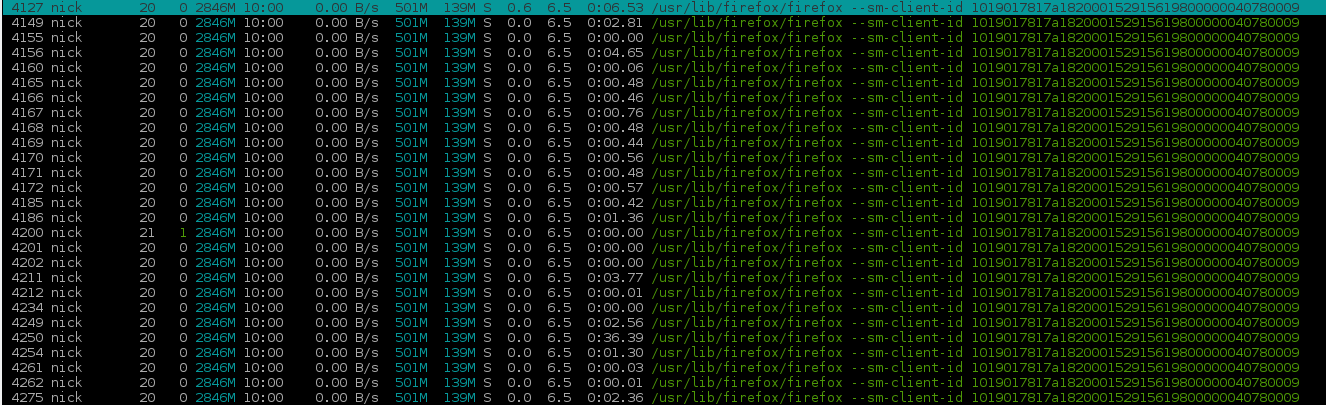 4127 nick 20 0 2846M 10:00 0.00 B/s 501M 139M S 0.6 6.5 0:06.53 /usr/lib/firefox/firefox --sm-client-id 1019017817a182000152915619800000040780009
4149 nick 20 0 2846M 10:00 0.00 B/s 501M 139M S 0.0 6.5 0:02.81 /usr/lib/firefox/firefox --sm-client-id 1019017817a182000152915619800000040780009
4155 nick 20 0 2846M 10:00 0.00 B/s 501M 139M S 0.0 6.5 0:00.00 /usr/lib/firefox/firefox --sm-client-id 1019017817a182000152915619800000040780009
4156 nick 20 0 2846M 10:00 0.00 B/s 501M 139M S 0.0 6.5 0:04.65 /usr/lib/firefox/firefox --sm-client-id 1019017817a182000152915619800000040780009
4160 nick 20 0 2846M 10:00 0.00 B/s 501M 139M S 0.0 6.5 0:00.06 /usr/lib/firefox/firefox --sm-client-id 1019017817a182000152915619800000040780009
4165 nick 20 0 2846M 10:00 0.00 B/s 501M 139M S 0.0 6.5 0:00.48 /usr/lib/firefox/firefox --sm-client-id 1019017817a182000152915619800000040780009
4166 nick 20 0 2846M 10:00 0.00 B/s 501M 139M S 0.0 6.5 0:00.46 /usr/lib/firefox/firefox --sm-client-id 1019017817a182000152915619800000040780009
4167 nick 20 0 2846M 10:00 0.00 B/s 501M 139M S 0.0 6.5 0:00.76 /usr/lib/firefox/firefox --sm-client-id 1019017817a182000152915619800000040780009
4168 nick 20 0 2846M 10:00 0.00 B/s 501M 139M S 0.0 6.5 0:00.48 /usr/lib/firefox/firefox --sm-client-id 1019017817a182000152915619800000040780009
4169 nick 20 0 2846M 10:00 0.00 B/s 501M 139M S 0.0 6.5 0:00.44 /usr/lib/firefox/firefox --sm-client-id 1019017817a182000152915619800000040780009
4170 nick 20 0 2846M 10:00 0.00 B/s 501M 139M S 0.0 6.5 0:00.56 /usr/lib/firefox/firefox --sm-client-id 1019017817a182000152915619800000040780009
4171 nick 20 0 2846M 10:00 0.00 B/s 501M 139M S 0.0 6.5 0:00.48 /usr/lib/firefox/firefox --sm-client-id 1019017817a182000152915619800000040780009
4172 nick 20 0 2846M 10:00 0.00 B/s 501M 139M S 0.0 6.5 0:00.57 /usr/lib/firefox/firefox --sm-client-id 1019017817a182000152915619800000040780009
4185 nick 20 0 2846M 10:00 0.00 B/s 501M 139M S 0.0 6.5 0:00.42 /usr/lib/firefox/firefox --sm-client-id 1019017817a182000152915619800000040780009
4186 nick 20 0 2846M 10:00 0.00 B/s 501M 139M S 0.0 6.5 0:01.36 /usr/lib/firefox/firefox --sm-client-id 1019017817a182000152915619800000040780009
4200 nick 21 1 2846M 10:00 0.00 B/s 501M 139M S 0.0 6.5 0:00.00 /usr/lib/firefox/firefox --sm-client-id 1019017817a182000152915619800000040780009
4201 nick 20 0 2846M 10:00 0.00 B/s 501M 139M S 0.0 6.5 0:00.00 /usr/lib/firefox/firefox --sm-client-id 1019017817a182000152915619800000040780009
4202 nick 20 0 2846M 10:00 0.00 B/s 501M 139M S 0.0 6.5 0:00.00 /usr/lib/firefox/firefox --sm-client-id 1019017817a182000152915619800000040780009
4211 nick 20 0 2846M 10:00 0.00 B/s 501M 139M S 0.0 6.5 0:03.77 /usr/lib/firefox/firefox --sm-client-id 1019017817a182000152915619800000040780009
4212 nick 20 0 2846M 10:00 0.00 B/s 501M 139M S 0.0 6.5 0:00.01 /usr/lib/firefox/firefox --sm-client-id 1019017817a182000152915619800000040780009
4234 nick 20 0 2846M 10:00 0.00 B/s 501M 139M S 0.0 6.5 0:00.00 /usr/lib/firefox/firefox --sm-client-id 1019017817a182000152915619800000040780009
4249 nick 20 0 2846M 10:00 0.00 B/s 501M 139M S 0.0 6.5 0:02.56 /usr/lib/firefox/firefox --sm-client-id 1019017817a182000152915619800000040780009
4250 nick 20 0 2846M 10:00 0.00 B/s 501M 139M S 0.0 6.5 0:36.39 /usr/lib/firefox/firefox --sm-client-id 1019017817a182000152915619800000040780009
4254 nick 20 0 2846M 10:00 0.00 B/s 501M 139M S 0.0 6.5 0:01.30 /usr/lib/firefox/firefox --sm-client-id 1019017817a182000152915619800000040780009
4261 nick 20 0 2846M 10:00 0.00 B/s 501M 139M S 0.0 6.5 0:00.03 /usr/lib/firefox/firefox --sm-client-id 1019017817a182000152915619800000040780009
4262 nick 20 0 2846M 10:00 0.00 B/s 501M 139M S 0.0 6.5 0:00.01 /usr/lib/firefox/firefox --sm-client-id 1019017817a182000152915619800000040780009
4275 nick 20 0 2846M 10:00 0.00 B/s 501M 139M S 0.0 6.5 0:02.36 /usr/lib/firefox/firefox --sm-client-id 1019017817a182000152915619800000040780009